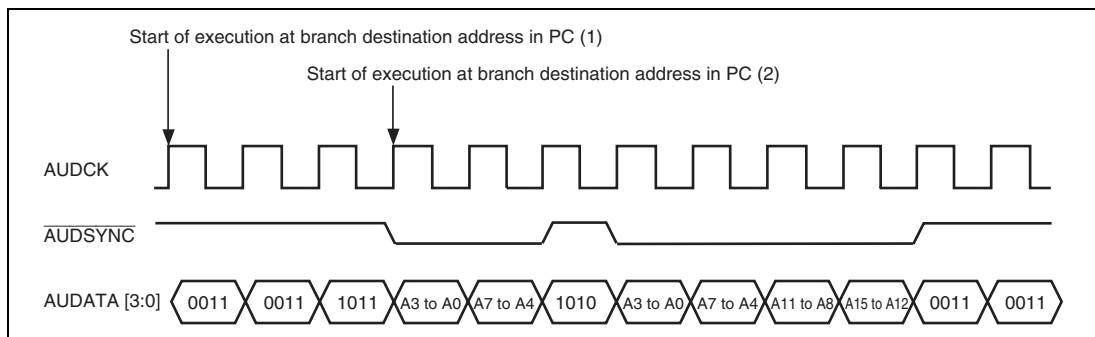 Start of execution at branch destination address in PC (1)
Start of execution at branch destination address in PC (2)
AUDCK
AUDSYNC
AUDATA [3:0] 0011 0011 1011 A3 to A0 A7 to A4 1010 A3 to A0 A7 to A4 A11 to A8 A15 to A12 0011 0011